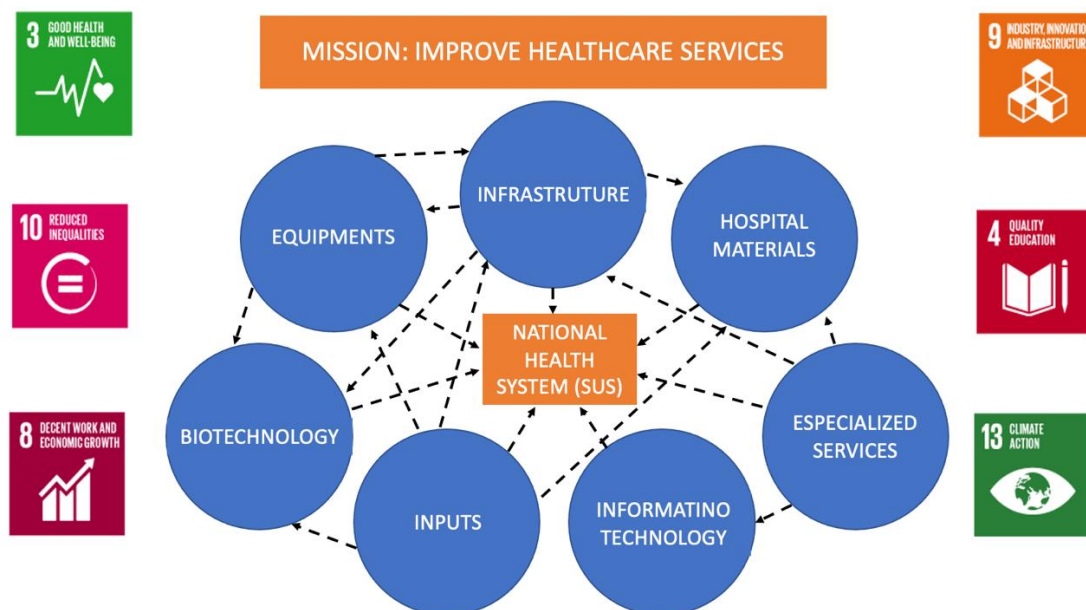 3 GOOD HEALTH
AND WELL-BEING
MISSION: IMPROVE HEALTHCARE SERVICES
9 INDUSTRY, INNOVATION
AND INFRASTRUCTURE
INFRASTRUTURE
EQUIPMENTS
HOSPITAL
MATERIALS
10 REDUCED
INEQUALITIES
4 QUALITY
EDUCATION
NATIONAL
HEALTH
SYSTEM (SUS)
8 DECENT WORK AND
ECONOMIC GROWTH
BIOTECHNOLOGY
ESPECIALIZED
SERVICES
13 CLIMATE
ACTION
INPUTS
INFORMATINO
TECHNOLOGY